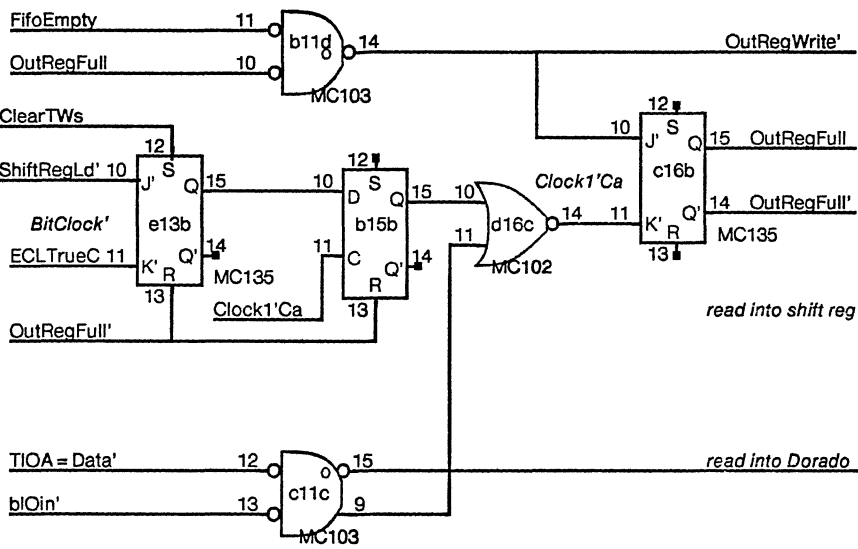 FifoEmpty 11
b11d 14
o
OutRegFull 10
MC103
OutRegWrite'
ClearTWs
12
S
ShiftRegLd' 10 J' Q 15
BitClock'
e13b
ECLTrueC 11 K' Q' 14
R
13
MC135
12
S
10 D Q 15
b15b
11 C Q' 14
R
13
Clock1'Ca
OutRegFull'
10
11
d16c 14
MC102
Clock1'Ca
12
S
10 J' Q 15 OutRegFull
c16b
11 K' Q' 14 OutRegFull'
R
13
MC135
read into shift reg
TIOA = Data' 12
o 15
read into Dorado
c11c
bIOin' 13
9
MC103